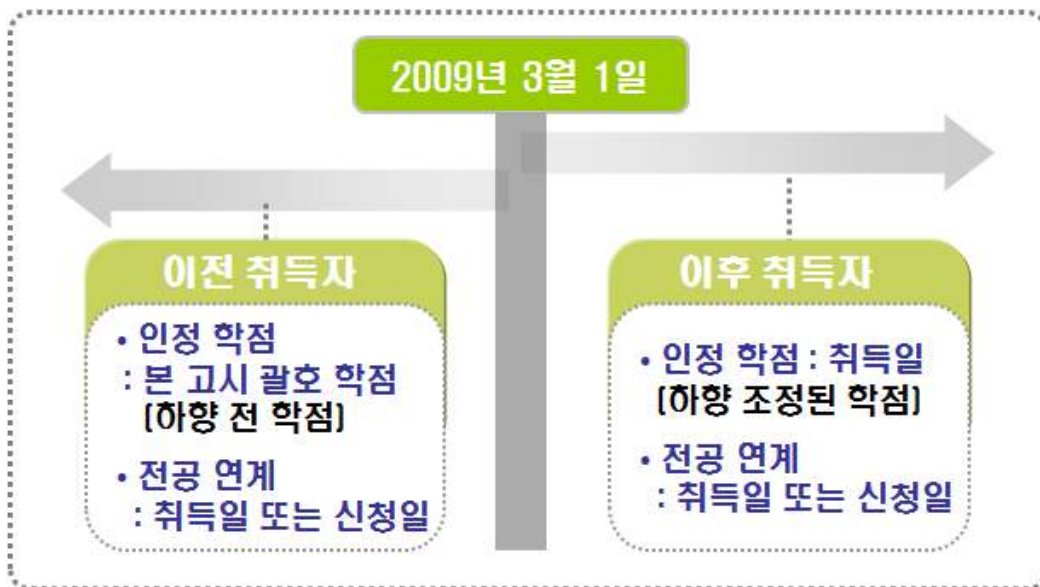 2009년 3월 1일
이전 취득자
• 인정 학점
: 본 고시 괄호 학점
(하향 전 학점)
• 전공 연계
: 취득일 또는 신청일
이후 취득자
• 인정 학점 : 취득일
(하향 조정된 학점)
• 전공 연계
: 취득일 또는 신청일